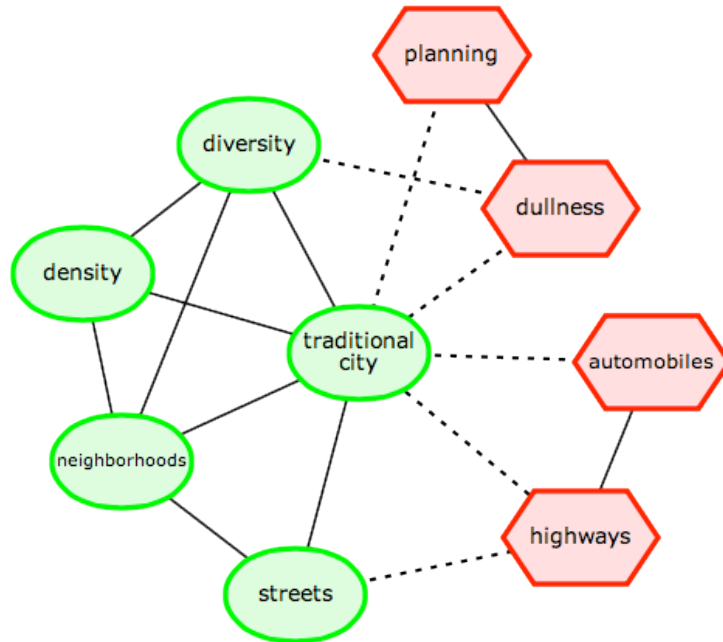 planning
diversity
dullness
density
traditional
city
automobiles
neighborhoods
highways
streets